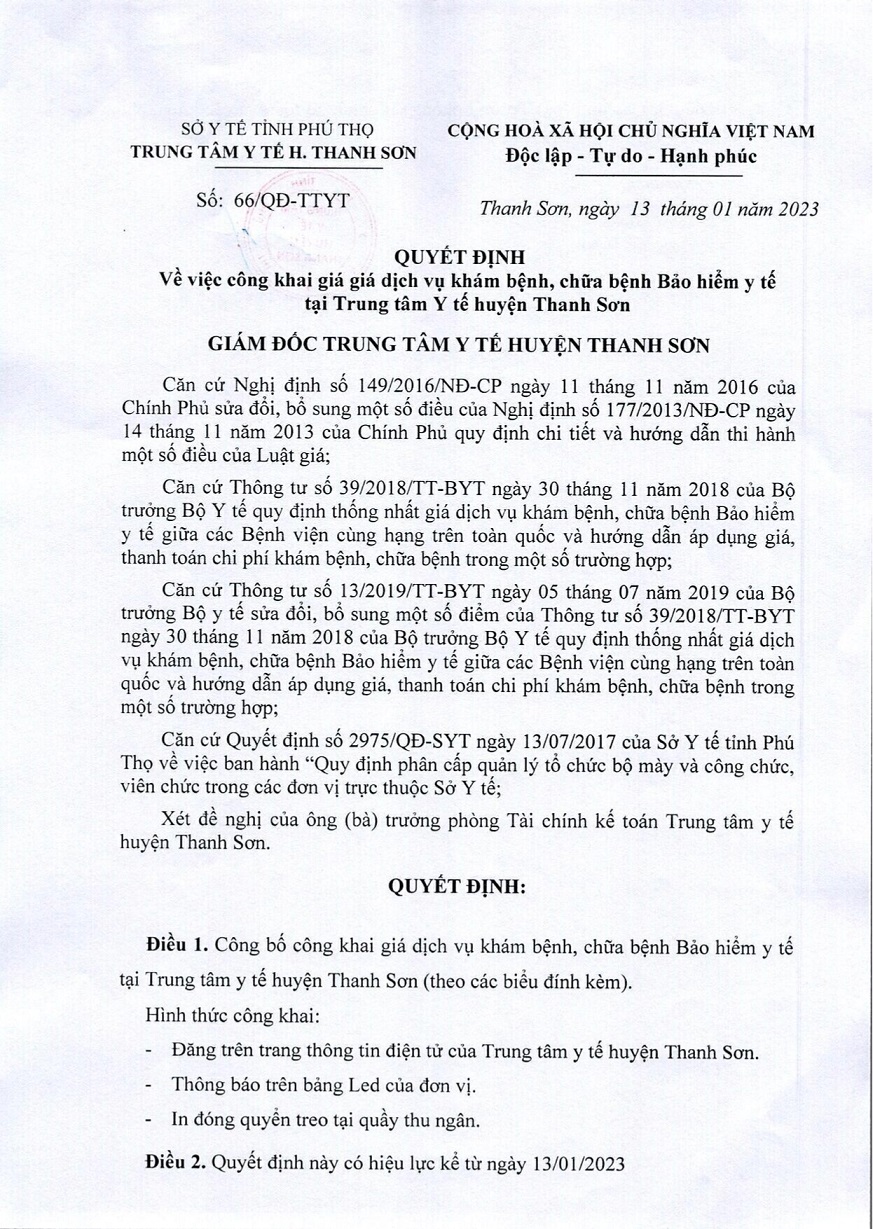 SỞ Y TẾ TỈNH PHÚ THỌ
TRUNG TÂM Y TẾ H. THANH SƠN
CỘNG HOÀ XÃ HỘI CHỦ NGHĨA VIỆT NAM
Độc lập - Tự do - Hạnh phúc
Số: 66/QĐ-TTYT
Thanh Sơn, ngày 13 tháng 01 năm 2023
QUYẾT ĐỊNH
Về việc công khai giá giá dịch vụ khám bệnh, chữa bệnh Bảo hiểm y tế
tại Trung tâm Y tế huyện Thanh Sơn
GIÁM ĐỐC TRUNG TÂM Y TẾ HUYỆN THANH SƠN
Căn cứ Nghị định số 149/2016/NĐ-CP ngày 11 tháng 11 năm 2016 của
Chính Phủ sửa đổi, bổ sung một số điều của Nghị định số 177/2013/NĐ-CP ngày
14 tháng 11 năm 2013 của Chính Phủ quy định chi tiết và hướng dẫn thi hành
một số điều của Luật giá;
Căn cứ Thông tư số 39/2018/TT-BYT ngày 30 tháng 11 năm 2018 của Bộ
trưởng Bộ Y tế quy định thống nhất giá dịch vụ khám bệnh, chữa bệnh Bảo hiểm
y tế giữa các Bệnh viện cùng hạng trên toàn quốc và hướng dẫn áp dụng giá,
thanh toán chi phí khám bệnh, chữa bệnh trong một số trường hợp;
Căn cứ Thông tư số 13/2019/TT-BYT ngày 05 tháng 07 năm 2019 của Bộ
trưởng Bộ y tế sửa đổi, bổ sung một số điểm của Thông tư số 39/2018/TT-BYT
ngày 30 tháng 11 năm 2018 của Bộ trưởng Bộ Y tế quy định thống nhất giá dịch
vụ khám bệnh, chữa bệnh Bảo hiểm y tế giữa các Bệnh viện cùng hạng trên toàn
quốc và hướng dẫn áp dụng giá, thanh toán chi phí khám bệnh, chữa bệnh trong
một số trường hợp;
Căn cứ Quyết định số 2975/QĐ-SYT ngày 13/07/2017 của Sở Y tế tỉnh Phú
Thọ về việc ban hành “Quy định phân cấp quản lý tổ chức bộ mày và công chức,
viên chức trong các đơn vị trực thuộc Sở Y tế;
Xét đề nghị của ông (bà) trưởng phòng Tài chính kế toán Trung tâm y tế
huyện Thanh Sơn.
QUYẾT ĐỊNH:
Điều 1. Công bố công khai giá dịch vụ khám bệnh, chữa bệnh Bảo hiểm y tế
tại Trung tâm y tế huyện Thanh Sơn (theo các biểu đính kèm).
Hình thức công khai:
- Đăng trên trang thông tin điện tử của Trung tâm y tế huyện Thanh Sơn.
- Thông báo trên bảng Led của đơn vị.
- In đóng quyển treo tại quầy thu ngân.
Điều 2. Quyết định này có hiệu lực kể từ ngày 13/01/2023